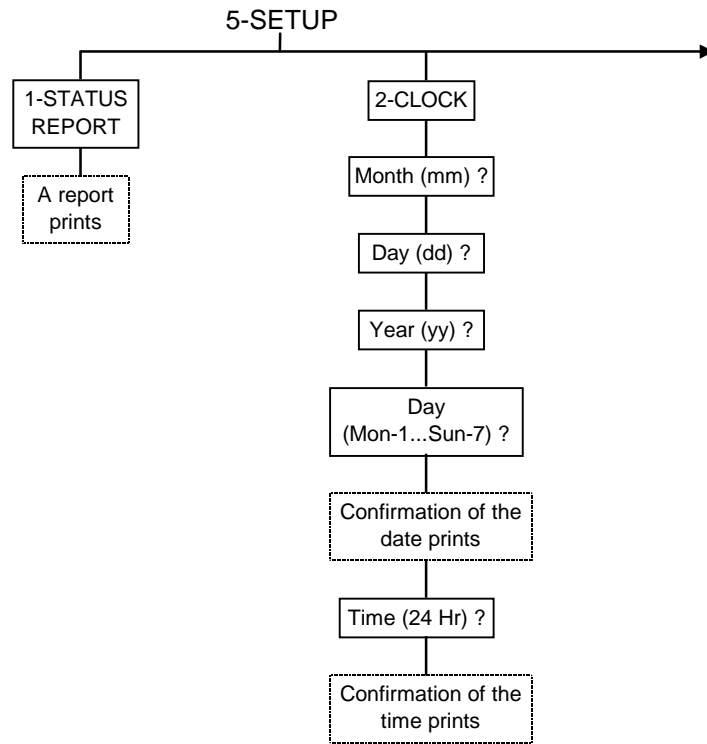 5-SETUP
1-STATUS
REPORT
A report
prints
2-CLOCK
Month (mm) ?
Day (dd) ?
Year (yy) ?
Day
(Mon-1...Sun-7) ?
Confirmation of the
date prints
Time (24 Hr) ?
Confirmation of the
time prints